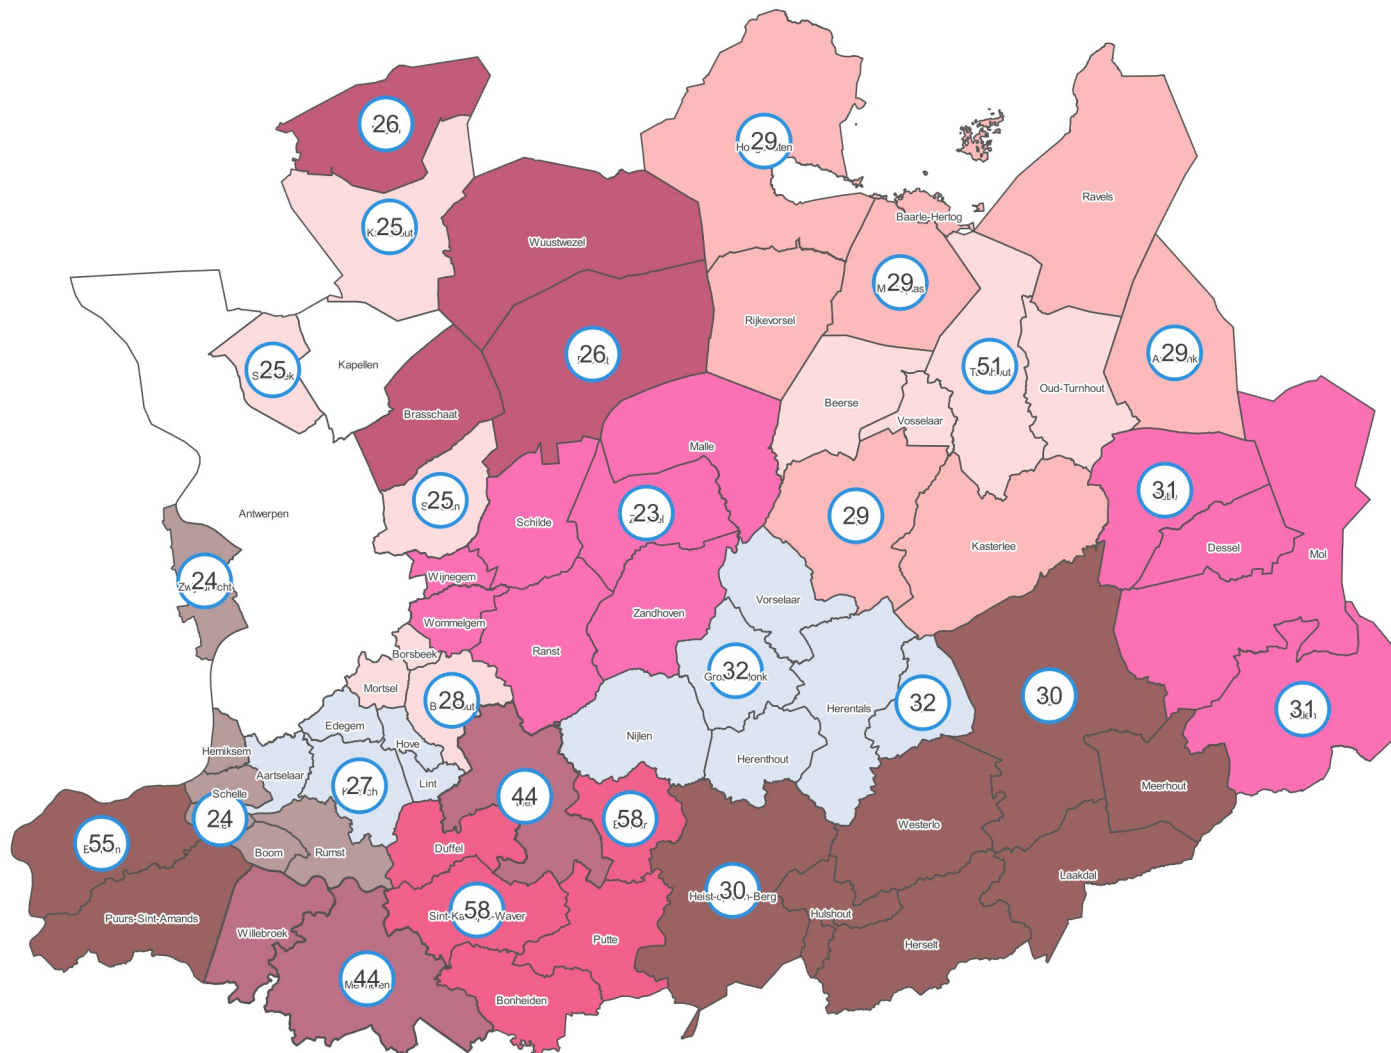 26
29
Ravels
Baarle-Hertog
25
Wuustwezel
29
Rijkevorsel
26
29
51
Kapellen
25
Oud-Turnhout
Beerse
Brasschaat
Vosselaar
Malle
31
25
23
Antwerpen
Schilde
29
Kasterlee
Dessel
Mol
Wijnegem
24
Vorselaar
Zandhoven
Wommelgem
Borsbeek
Ranst
32
Mortsel
28
30
32
Herentals
31
Edegem
Nijlen
Hove
Hemiksem
Herenthout
Aartselaar
Lint
27
Meerhout
Schelle
44
24
58
Westerlo
55
Duffel
Boom
Rumst
Laakdal
30
58
Hulshout
Puurs-Sint-Amands
Willebroek
Putte
Herselt
44
Bonheiden